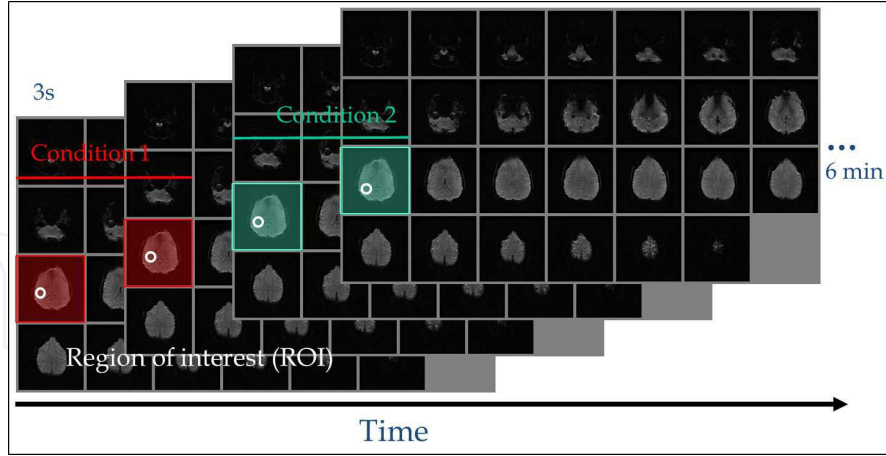 3s
Condition 1
Condition 2
...
6 min
Region of interest (ROI)
Time